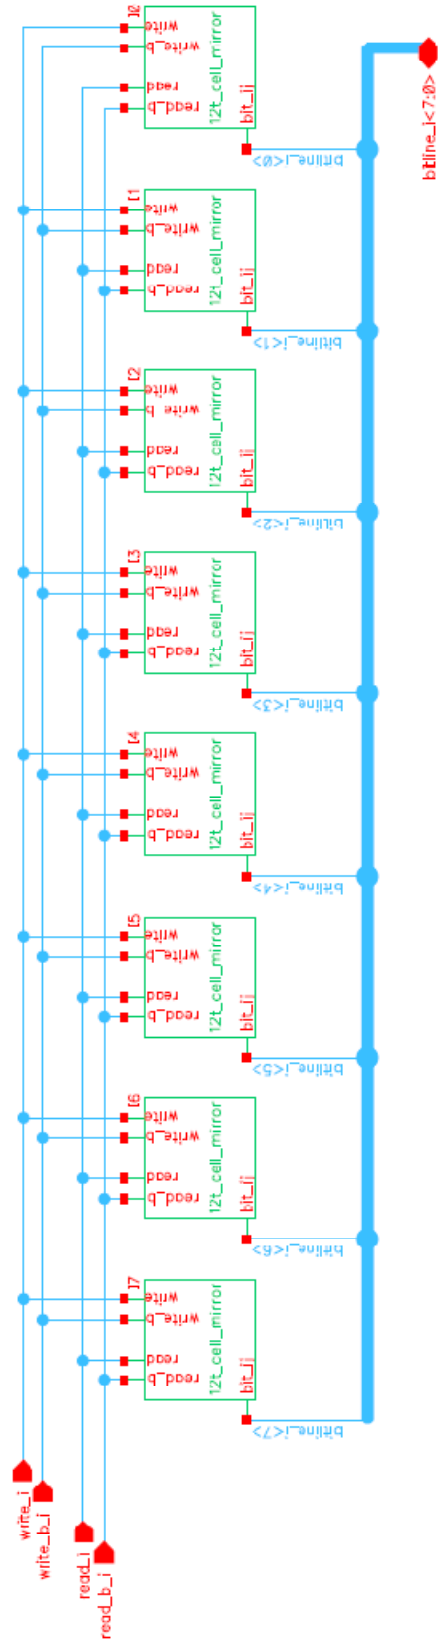 I0
write
write_b
read
read_b
12t_cell_mirror
bit_ij
bitline_i<0>
bitline_i<7:0>
I1
write
write_b
read
read_b
12t_cell_mirror
bit_ij
bitline_i<1>
I2
write
write_b
read
read_b
12t_cell_mirror
bit_ij
bitline_i<2>
I3
write
write_b
read
read_b
12t_cell_mirror
bit_ij
bitline_i<3>
I4
write
write_b
read
read_b
12t_cell_mirror
bit_ij
bitline_i<4>
I5
write
write_b
read
read_b
12t_cell_mirror
bit_ij
bitline_i<5>
I6
write
write_b
read
read_b
12t_cell_mirror
bit_ij
bitline_i<6>
I7
write
write_b
read
read_b
12t_cell_mirror
bit_ij
bitline_i<7>
write_i
write_b_i
read_i
read_b_i